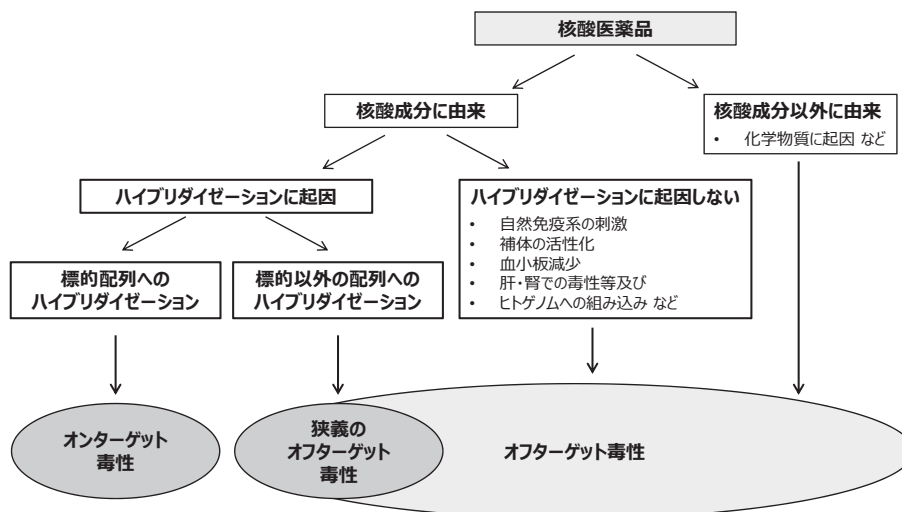 核酸医薬品
核酸成分に由来
核酸成分以外に由来
• 化学物質に起因 など
ハイブリダイゼーションに起因
ハイブリダイゼーションに起因しない
• 自然免疫系の刺激
• 補体の活性化
• 血小板減少
• 肝・腎での毒性等及び
• ヒトゲノムへの組み込み など
標的配列への
ハイブリダイゼーション
標的以外の配列への
ハイブリダイゼーション
オンターゲット
毒性
狭義の
オフターゲット
毒性
オフターゲット毒性